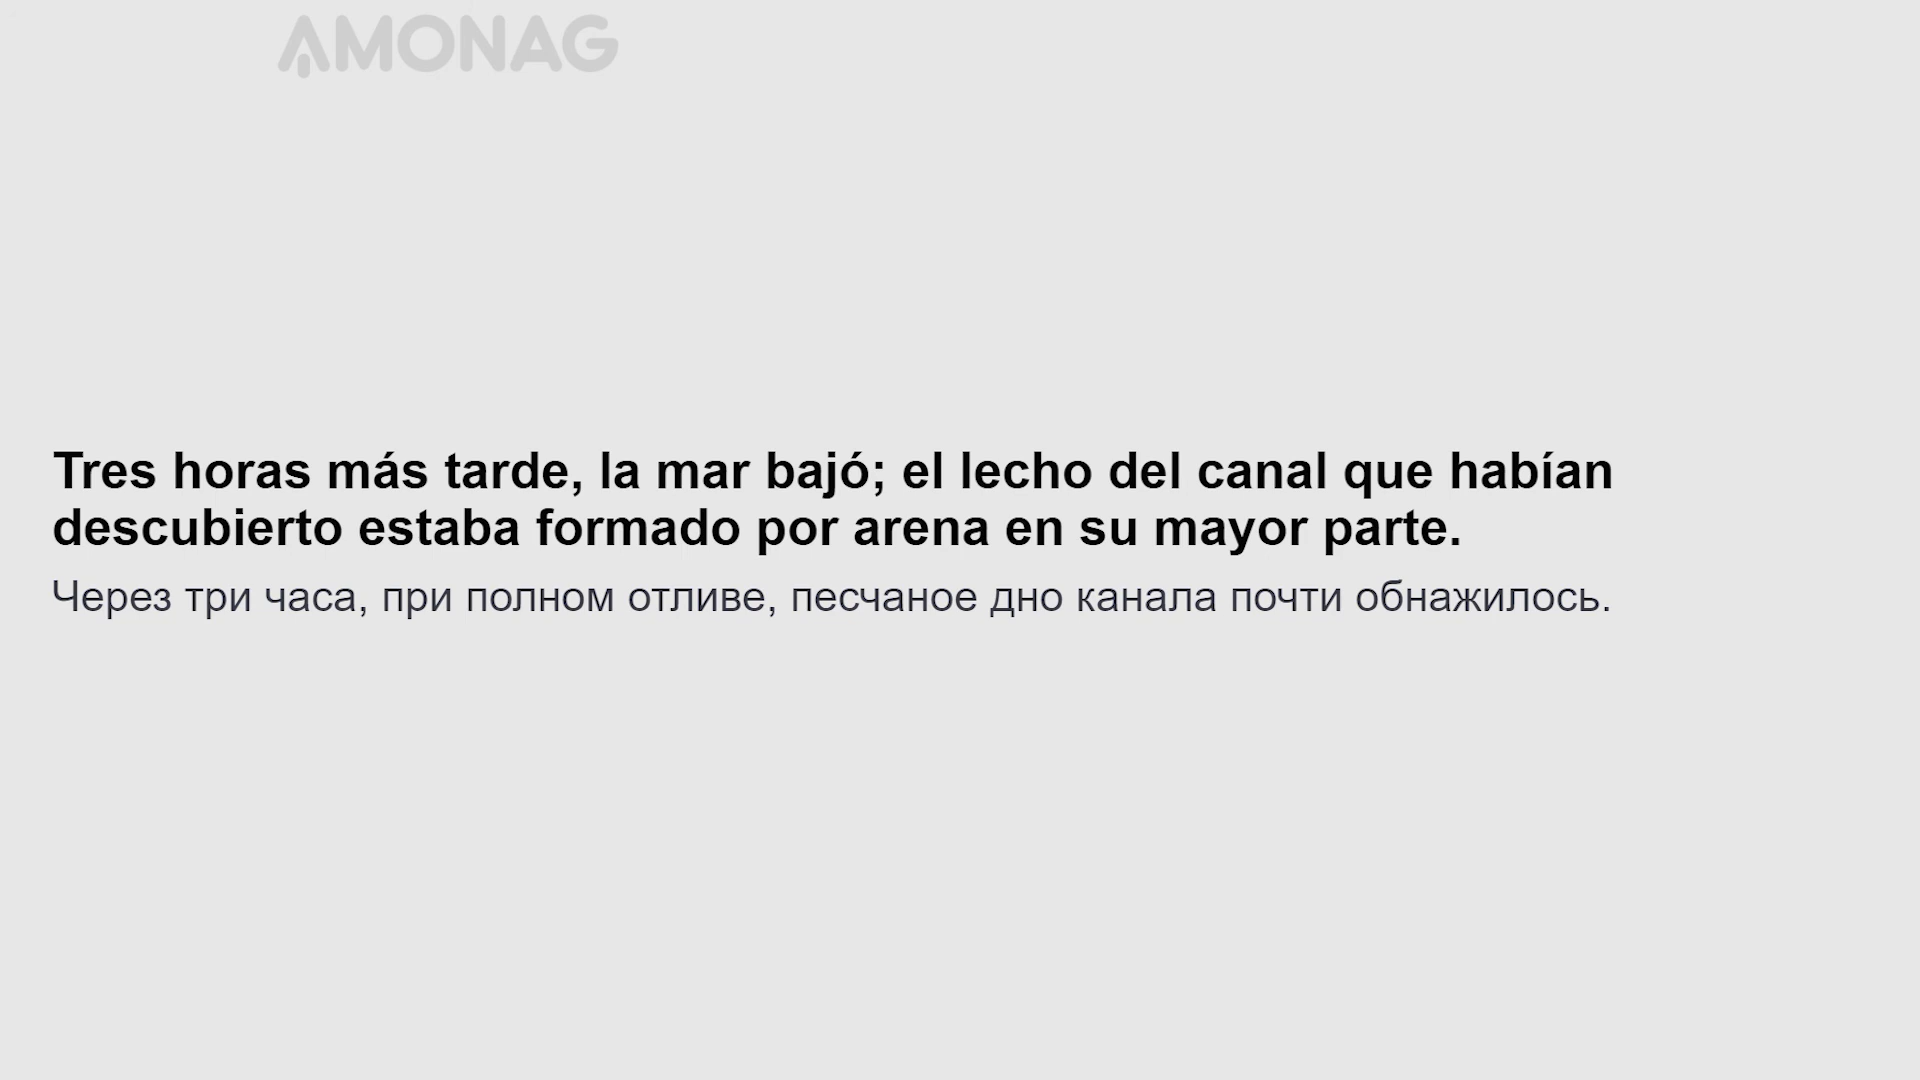 AMONAG
Tres horas más tarde, la mar bajó; el lecho del canal que habían
descubierto estaba formado por arena en su mayor parte.
Через три часа, при полном отливе, песчаное дно канала почти обнажилось.